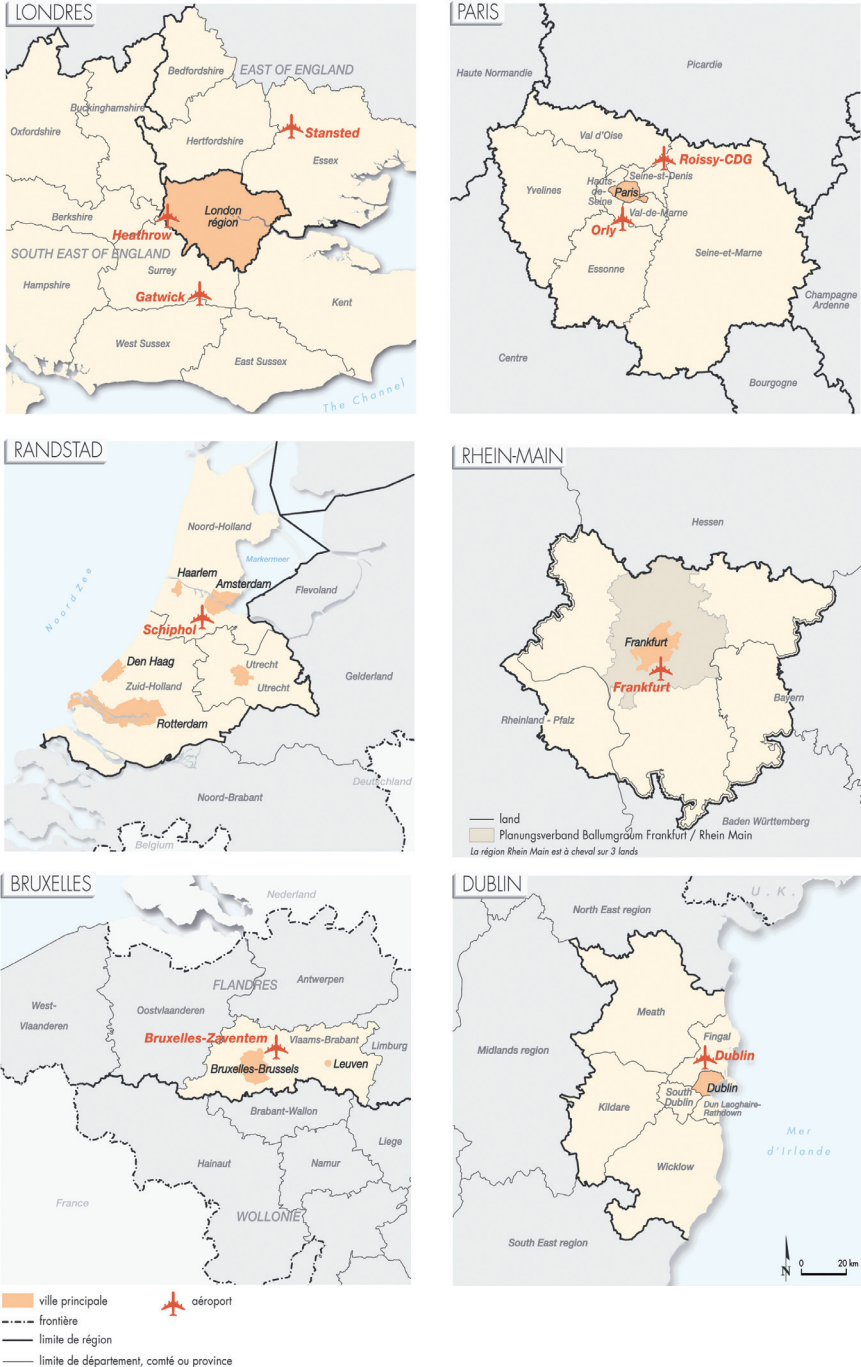 LONDRES
Bedfordshire
EAST OF ENGLAND
Buckinghamshire
Oxfordshire
Hertfordshire
Stansted
Essex
London
région
Berkshire
Heathrow
SOUTH EAST OF ENGLAND
Surrey
Hampshire
Gatwick
Kent
West Sussex
East Sussex
The Channel
PARIS
Haute Normandie
Picardie
Val d'Oise
Roissy-CDG
Seine-St-Denis
Hauts-
de-
Seine
Paris
Yvelines
Val-de-Marne
Orly
Seine-et-Marne
Essonne
Champagne
Ardenne
Centre
Bourgogne
RANDSTAD
Noord-Holland
Markermeer
Haarlem
Amsterdam
Noordzee
Flevoland
Schiphol
Den Haag
Utrecht
Gelderland
Zuid-Holland
Utrecht
Rotterdam
Deutschland
Noord-Brabant
Belgium
RHEIN-MAIN
Hessen
Frankfurt
Frankfurt
Bayern
Rheinland - Pfalz
land
Baden Württemberg
Planungsverband Ballumgraum Frankfurt / Rhein Main
La région Rhein Main est à cheval sur 3 lands
BRUXELLES
Nederland
Antwerpen
FLANDRES
West-
Vlaanderen
Oostvlaanderen
Bruxelles-Zaventem
Vlaams-Brabant
Limburg
Bruxelles-Brussels
Leuven
Brabant-Wallon
Liege
Hainaut
Namur
France
WOLLONIE
DUBLIN
U. K.
North East region
Meath
Fingal
Midlands region
Dublin
Dublin
Kildare
South
Dublin
Dun Laoghaire-
Rathdown
Mer
d'Irlande
Wicklow
South East region
N
0 20 km
ville principale
aéroport
frontière
limite de région
limite de département, comté ou province